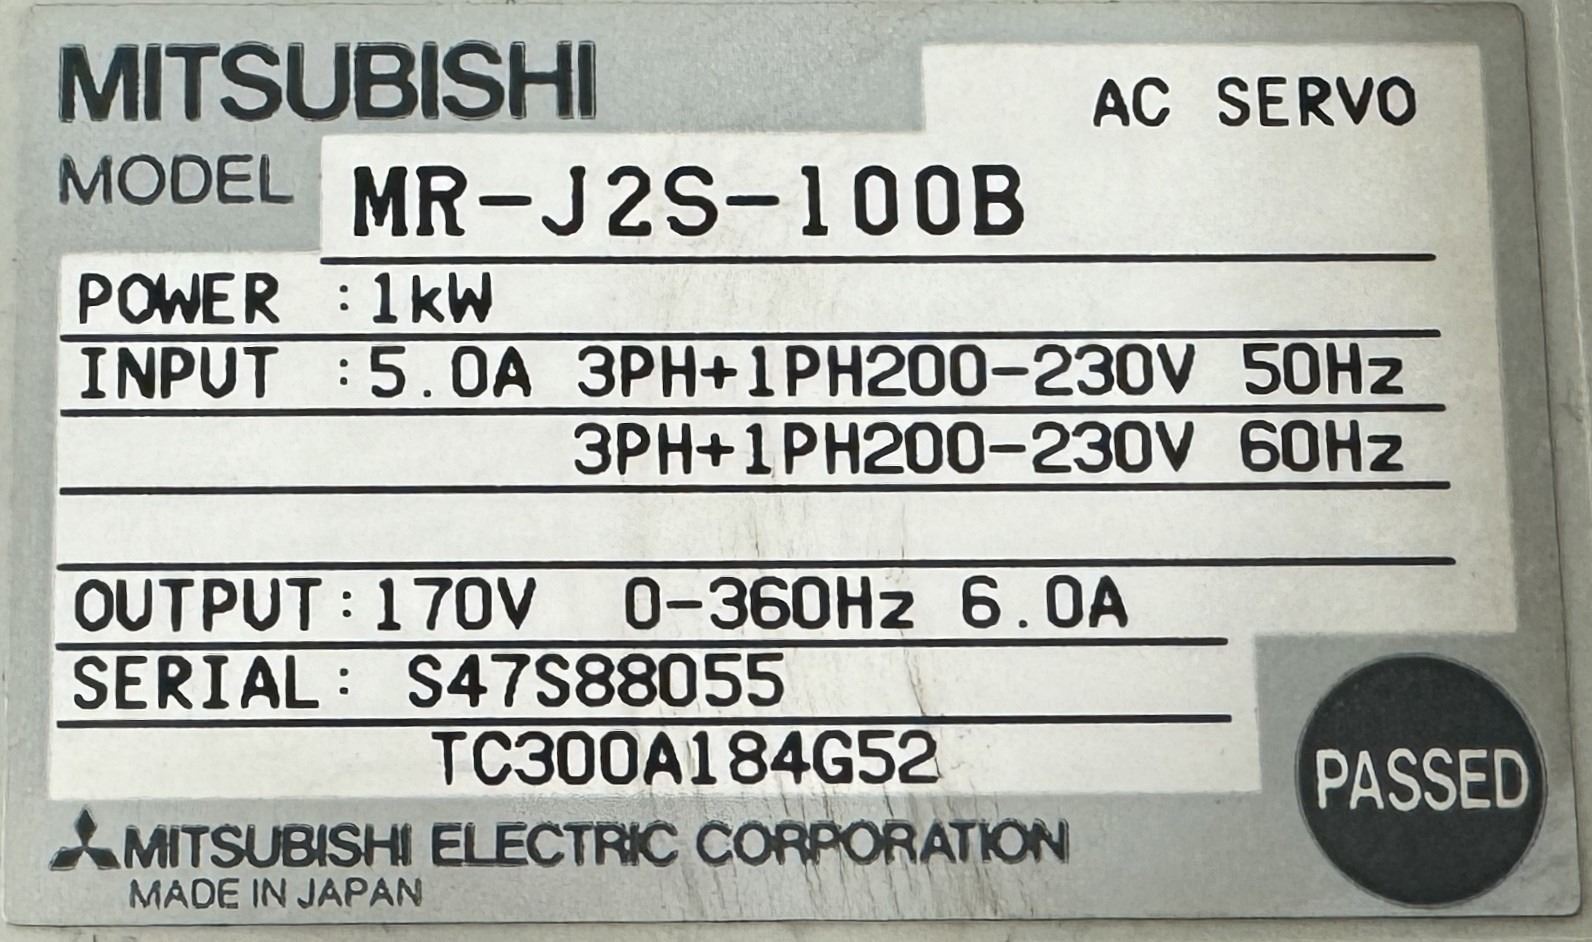 MITSUBISHI
AC SERVO
MODEL MR-J2S-100B
POWER :1kW
INPUT :5.0A 3PH+1PH200-230V 50Hz
3PH+1PH200-230V 60Hz
OUTPUT:170V 0-360Hz 6.0A
SERIAL: S47S88055
TC300A184G52
PASSED
MITSUBISHI ELECTRIC CORPORATION
MADE IN JAPAN